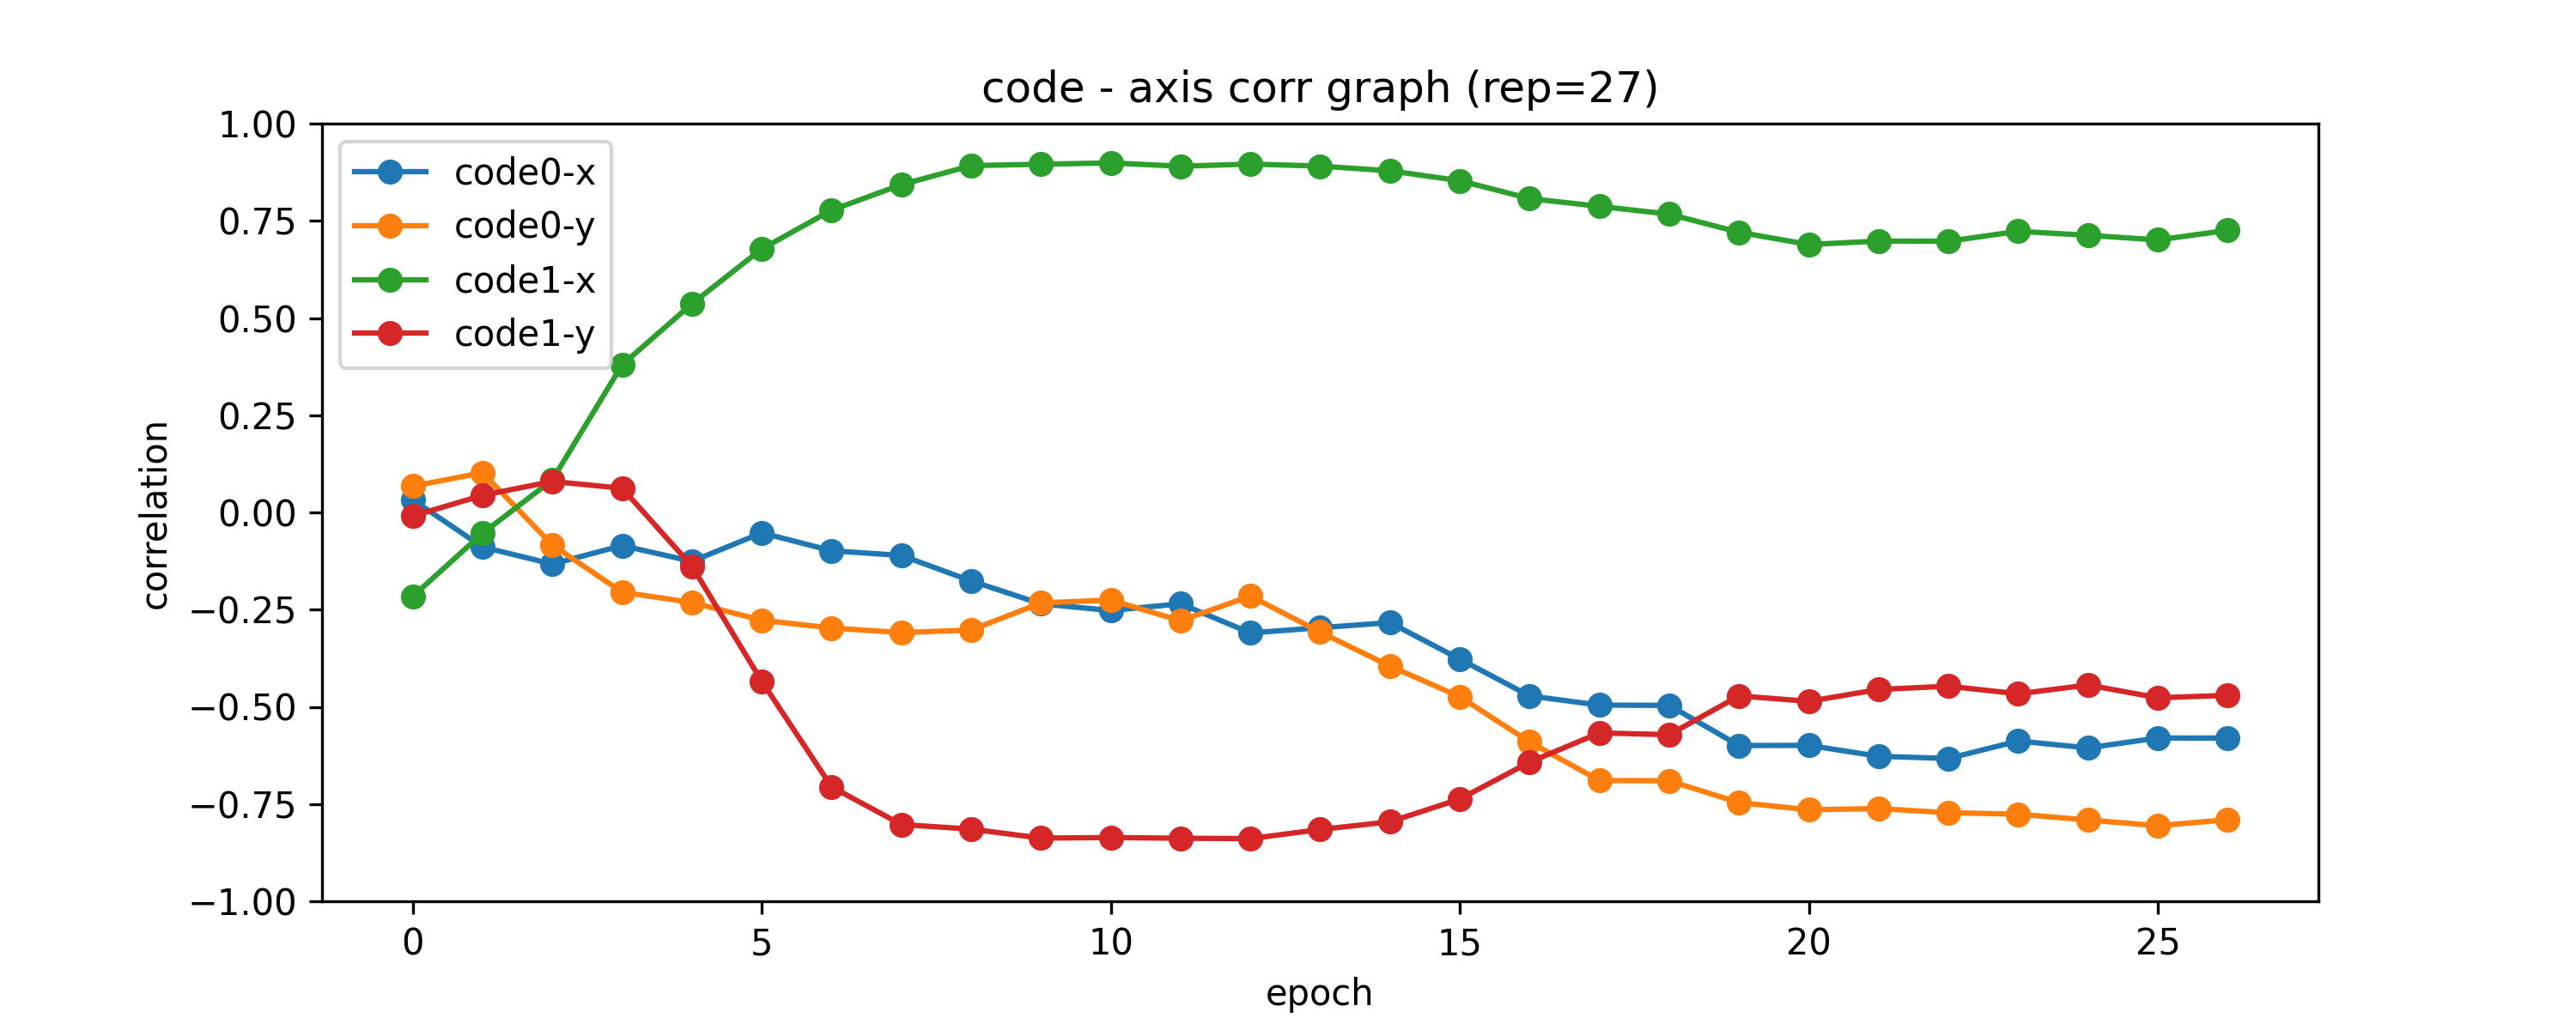 code - axis corr graph (rep=27)
1.00
0.75
0.50
0.25
0.00
−0.25
−0.50
−0.75
−1.00
correlation
code0-x
code0-y
code1-x
code1-y
0
5
10
15
20
25
epoch